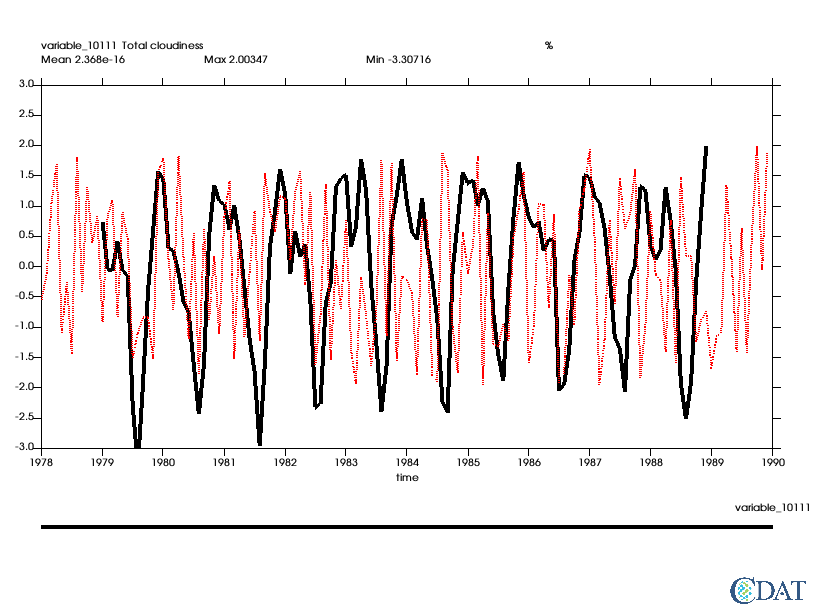 variable_10111 Total cloudiness %
Mean 2.368e-16 Max 2.00347 Min -3.30716
3.0
2.5
2.0
1.5
1.0
0.5
0.0
-0.5
-1.0
-1.5
-2.0
-2.5
-3.0
1978 1979 1980 1981 1982 1983 1984 1985 1986 1987 1988 1989 1990
time
variable_10111
CDAT